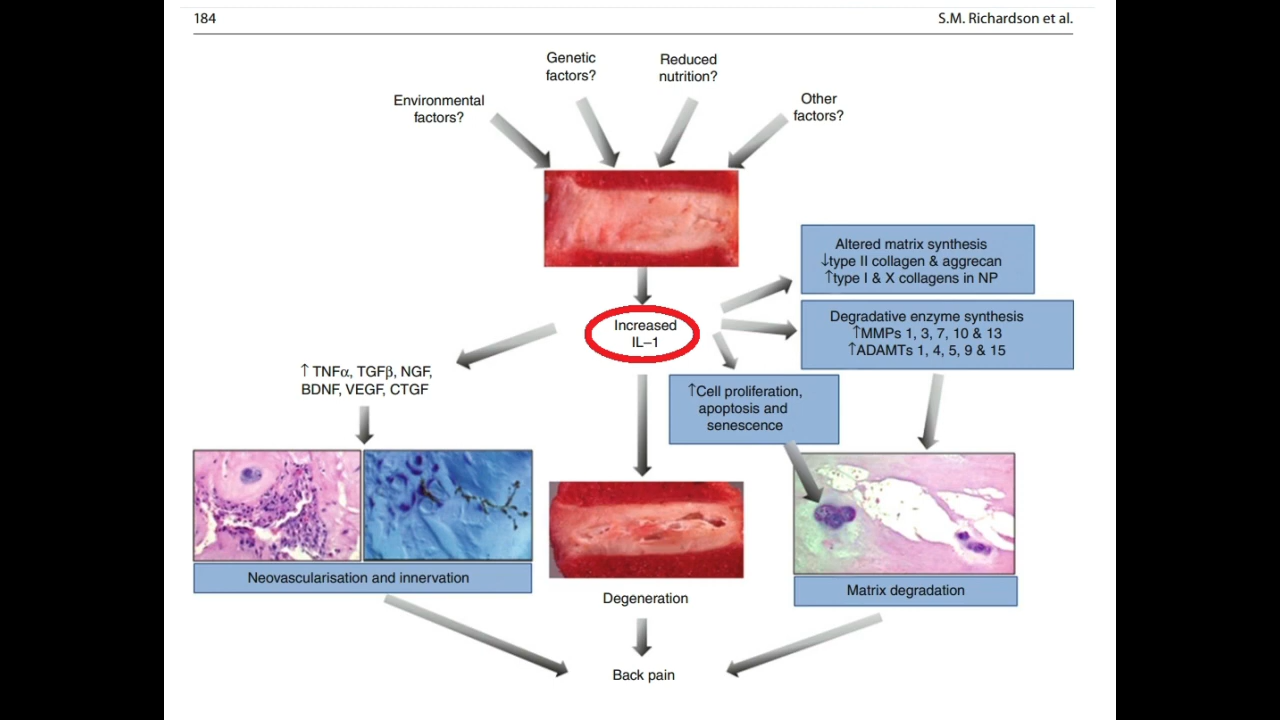 184
S.M. Richardson et al.
Genetic
factors?
Reduced
nutrition?
Environmental
factors?
Other
factors?
Altered matrix synthesis
↓type II collagen & aggrecan
↑type I & X collagens in NP
Increased
IL–1
Degradative enzyme synthesis
↑MMPs 1, 3, 7, 10 & 13
↑ADAMTs 1, 4, 5, 9 & 15
↑ TNFα, TGFβ, NGF,
BDNF, VEGF, CTGF
↑Cell proliferation,
apoptosis and
senescence
Neovascularisation and innervation
Degeneration
Matrix degradation
Back pain